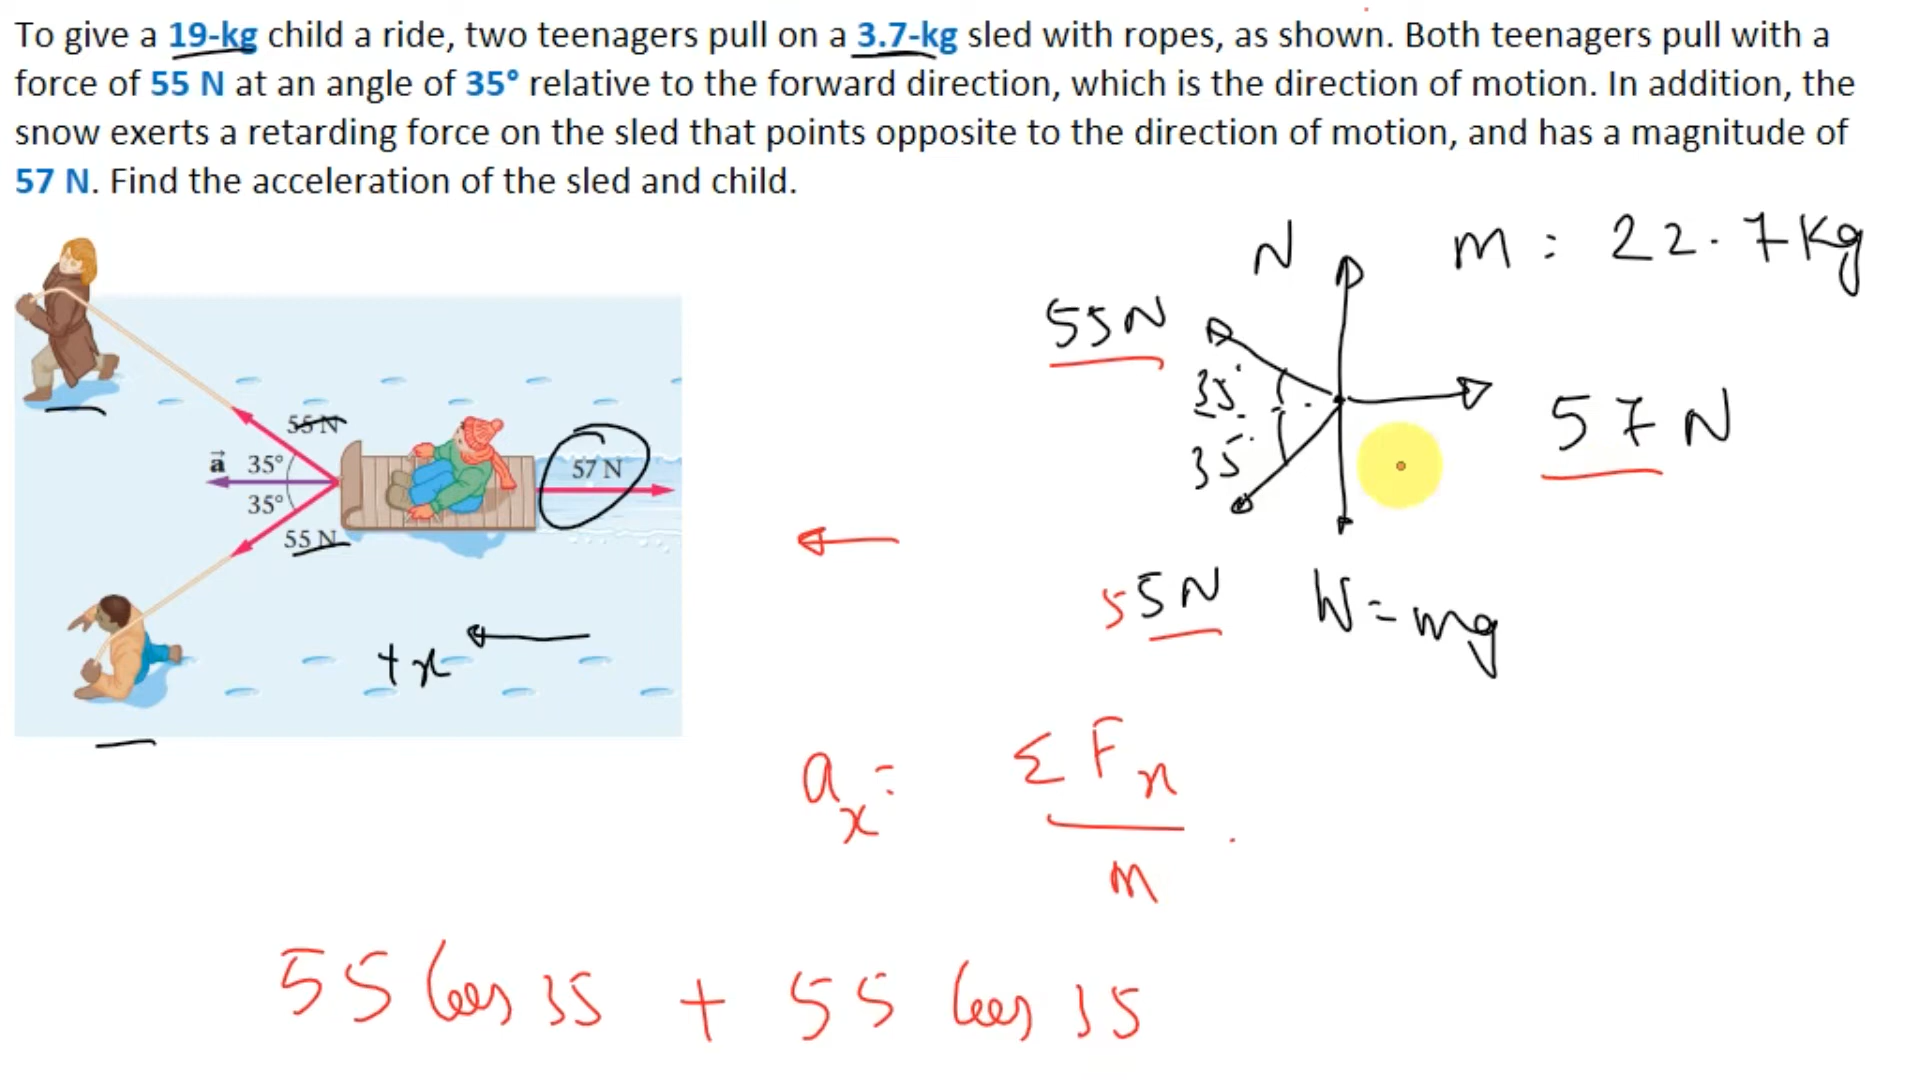 To give a 19-kg child a ride, two teenagers pull on a 3.7-kg sled with ropes, as shown. Both teenagers pull with a
force of 55 N at an angle of 35° relative to the forward direction, which is the direction of motion. In addition, the
snow exerts a retarding force on the sled that points opposite to the direction of motion, and has a magnitude of
57 N. Find the acceleration of the sled and child.
N
m = 22.7 kg
55N
35°
35°
57 N
55N
W = mg
55 N
a 35°
35°
55 N
57 N
+x
a_x = ΣF_x
m
55 cos 35 + 55 cos 35